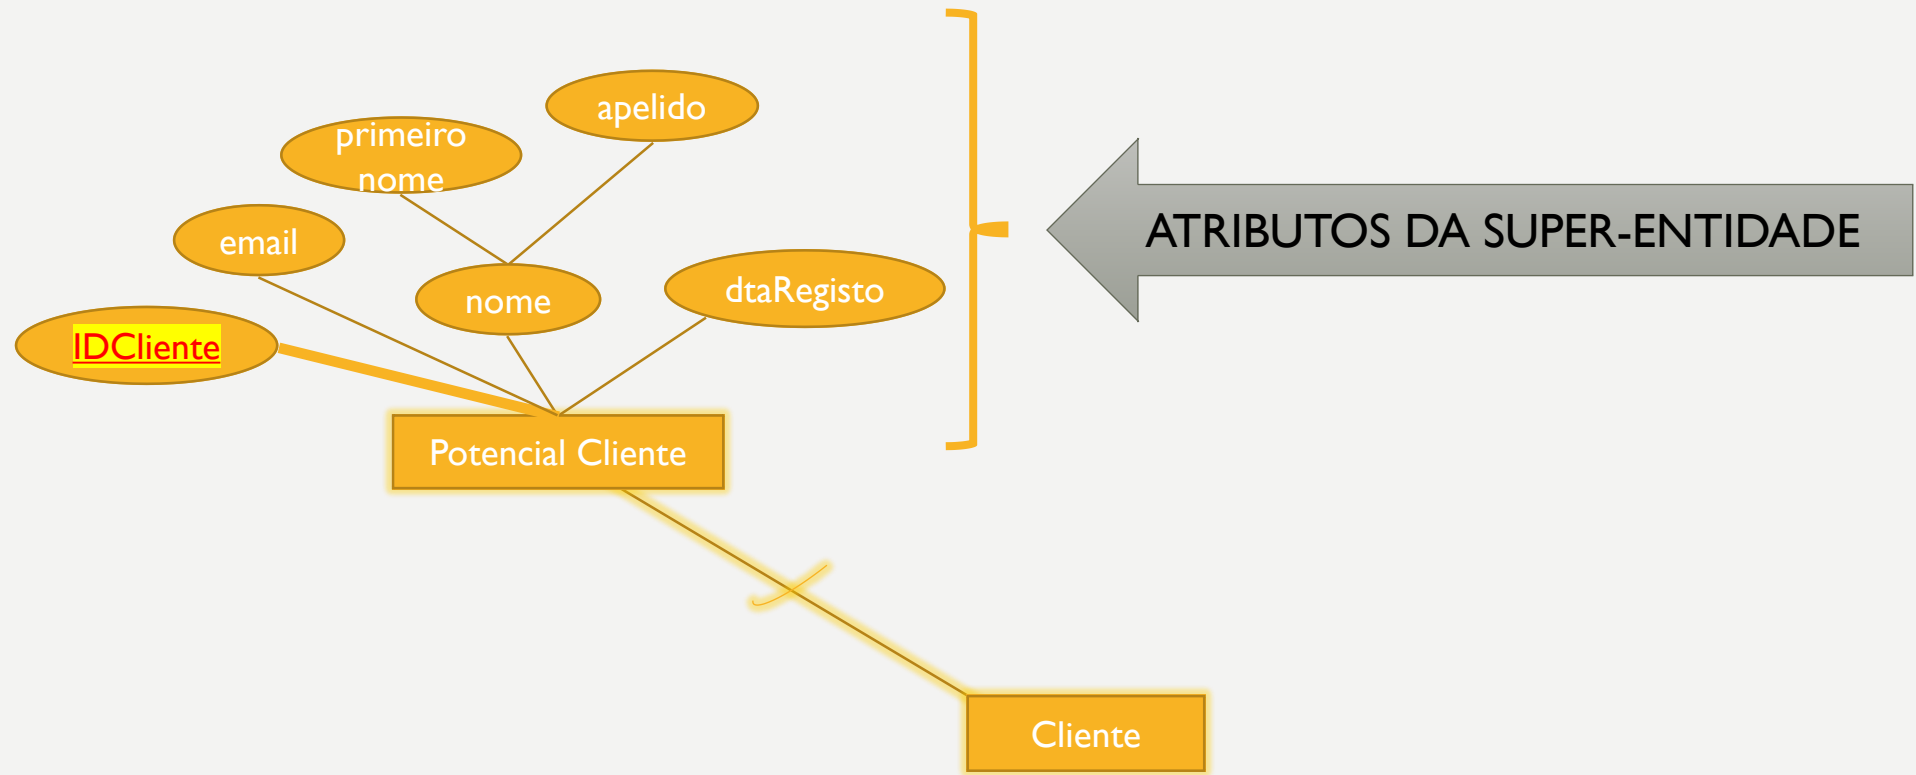 apelido
primeiro
nome
email
nome
dtaRegisto
IDCliente
ATRIBUTOS DA SUPER-ENTIDADE
Potencial Cliente
Cliente